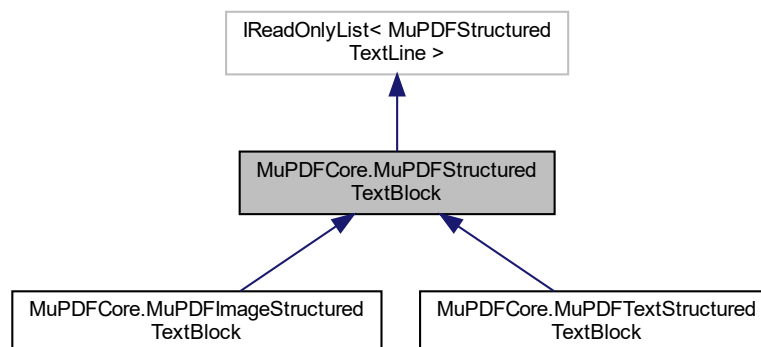 IReadOnlyList< MuPDFStructured
TextLine >
MuPDFCore.MuPDFStructured
TextBlock
MuPDFCore.MuPDFImageStructured
TextBlock
MuPDFCore.MuPDFTextStructured
TextBlock